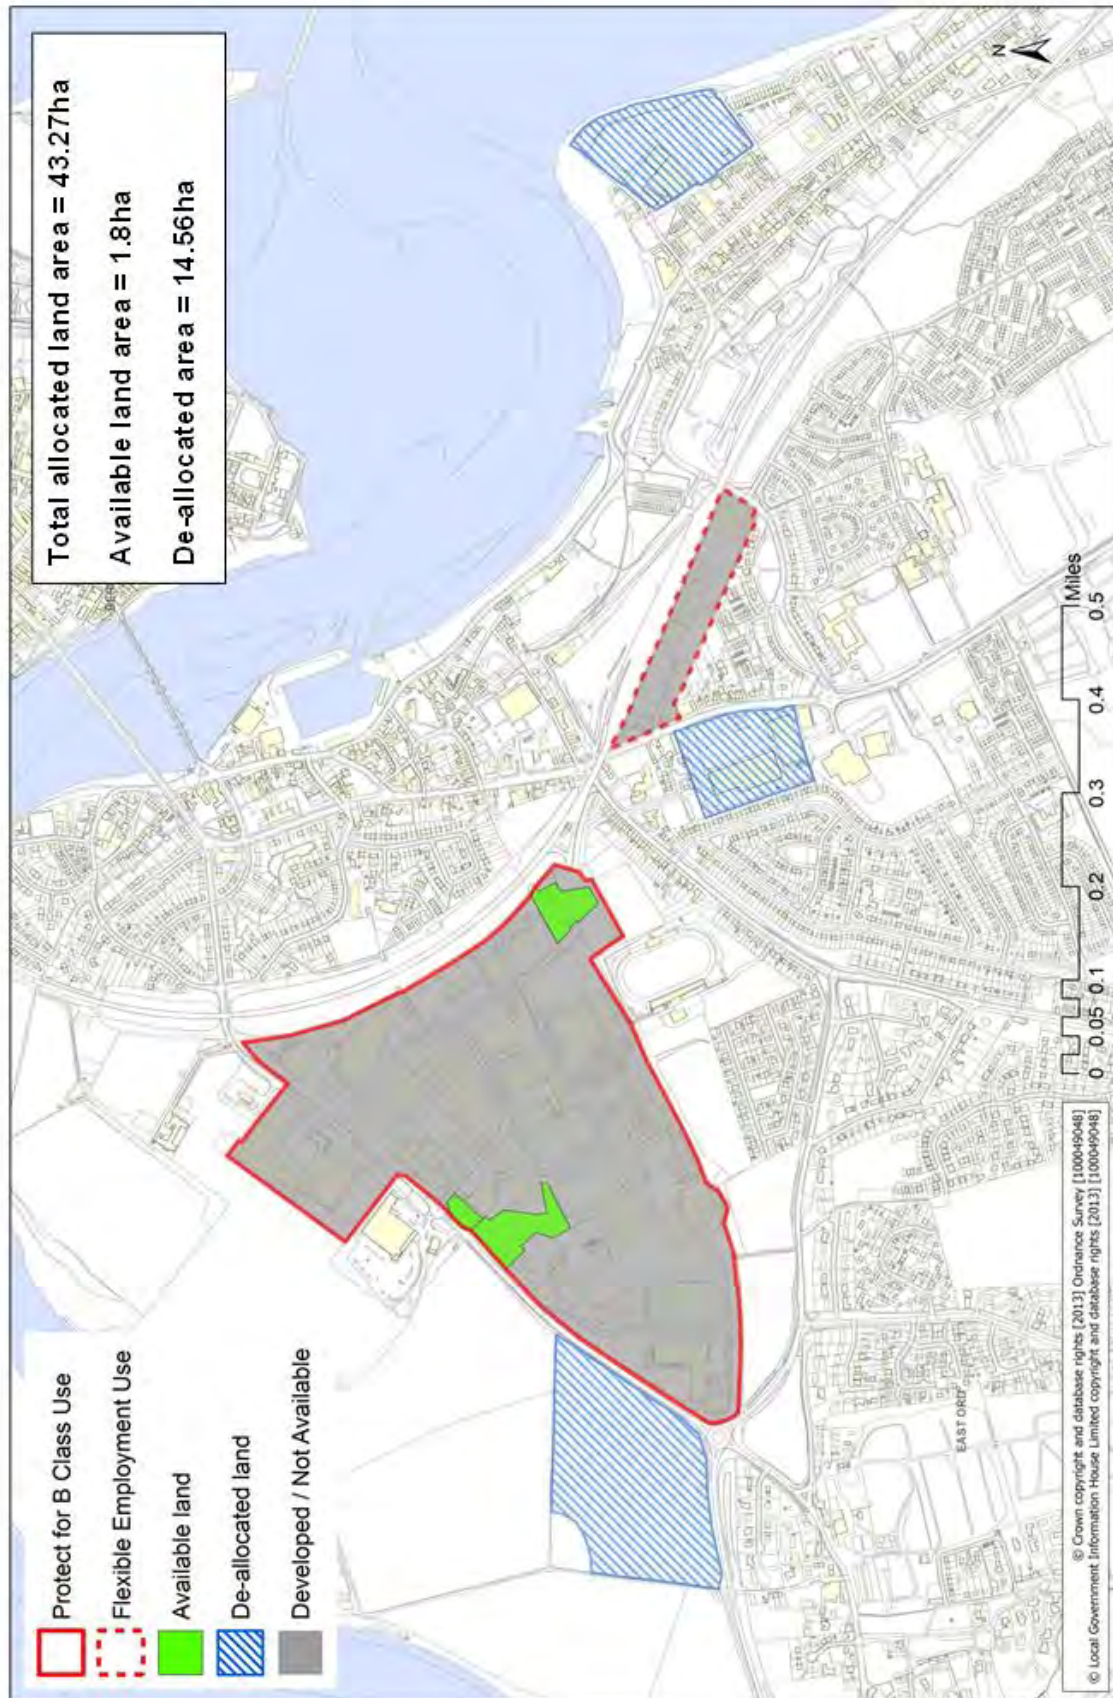 Total allocated land area = 43.27ha
Available land area = 1.8ha
De-allocated area = 14.56ha
Protect for B Class Use
Flexible Employment Use
Available land
De-allocated land
Developed / Not Available
N
EAST ORD
Miles
0 0.05 0.1 0.2 0.3 0.4 0.5
© Crown copyright and database rights [2013] Ordnance Survey [100049048]
© Local Government Information House Limited copyright and database rights [2013] [100049048]